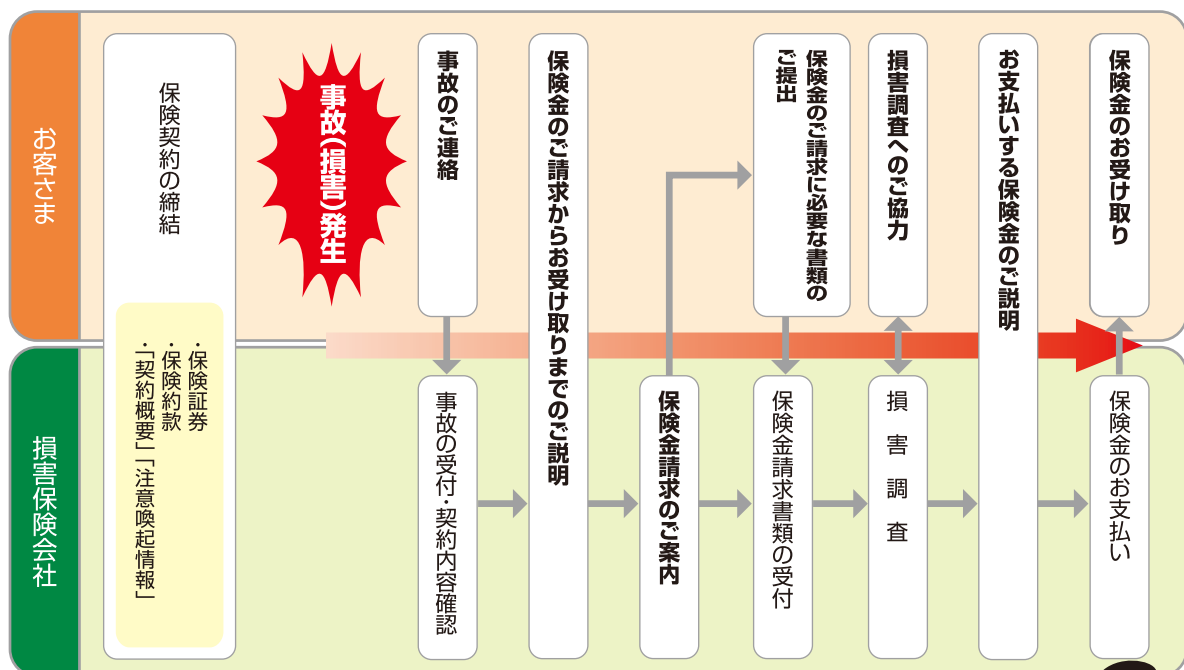 お客さま
損害保険会社
保険契約の締結
・保険証券
・保険約款
・「契約概要」「注意喚起情報」
事故(損害)発生
事故のご連絡
事故の受付・契約内容確認
保険金のご請求からお受け取りまでのご説明
保険金請求のご案内
保険金のご請求に必要な書類の
ご提出
保険金請求書類の受付
損害調査へのご協力
損害調査
お支払いする保険金のご説明
保険金のお受け取り
保険金のお支払い